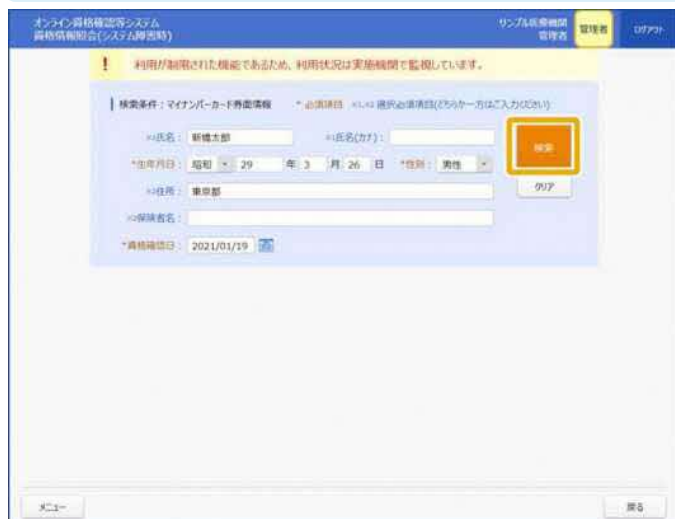 オンライン資格確認等システム
資格情報照会(システム障害時)
サンプル医療機関
管理者
管理者
ログアウト
! 利用が制限された機能であるため、利用状況は実施機関で監視しています。
検索条件：マイナンバーカード券面情報 * 必須項目 ※1,※2 選択必須項目(どちらか一方はご入力ください)
※1氏名： 新橋太郎 ※1氏名(カナ)：
検索
*生年月日： 昭和 29 年 3 月 26 日 *性別： 男性
※2住所： 東京都
クリア
※2保険者名：
*資格確認日： 2021/01/19
メニュー
戻る